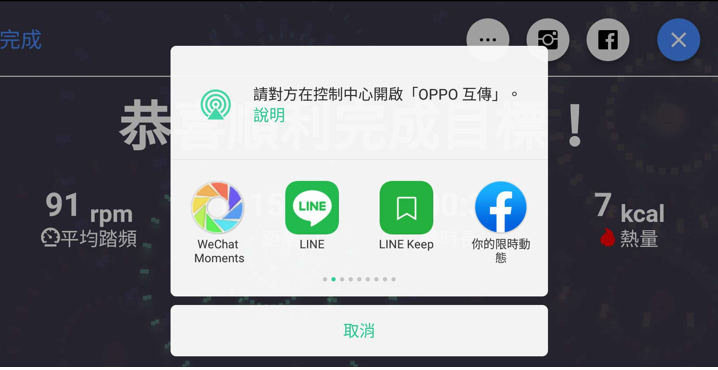 完成
請對方在控制中心開啟「OPPO 互傳」。
說明
恭喜順利完成目標！
91 rpm
平均踏頻
7 kcal
熱量
WeChat
Moments
LINE
LINE
LINE Keep
你的限時動
態
取消